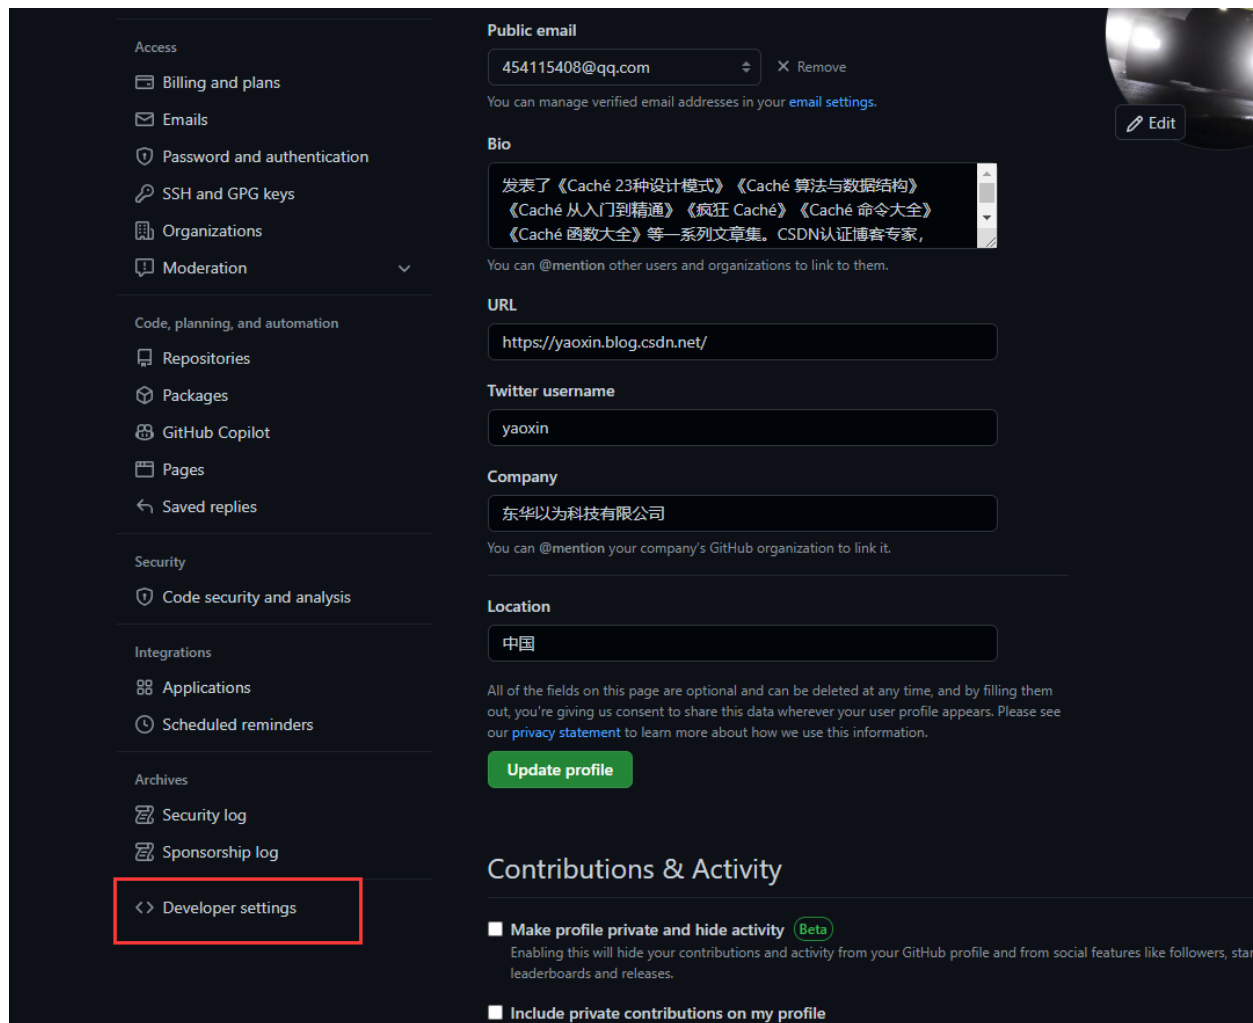 Access
Billing and plans
Emails
Password and authentication
SSH and GPG keys
Organizations
Moderation
Code, planning, and automation
Repositories
Packages
GitHub Copilot
Pages
Saved replies
Security
Code security and analysis
Integrations
Applications
Scheduled reminders
Archives
Security log
Sponsorship log
Developer settings
Public email
454115408@qq.com
Remove
You can manage verified email addresses in your email settings.
Bio
发表了《Caché 23种设计模式》《Caché 算法与数据结构》
《Caché 从入门到精通》《疯狂 Caché》《Caché 命令大全》
《Caché 函数大全》等一系列文章集。CSDN认证博客专家，
You can @mention other users and organizations to link to them.
URL
https://yaoxin.blog.csdn.net/
Twitter username
yaoxin
Company
东华以为科技有限公司
You can @mention your company's GitHub organization to link it.
Location
中国
All of the fields on this page are optional and can be deleted at any time, and by filling them
out, you're giving us consent to share this data wherever your user profile appears. Please see
our privacy statement to learn more about how we use this information.
Update profile
Contributions & Activity
Make profile private and hide activity Beta
Enabling this will hide your contributions and activity from your GitHub profile and from social features like followers, star
leaderboards and releases.
Include private contributions on my profile
Edit